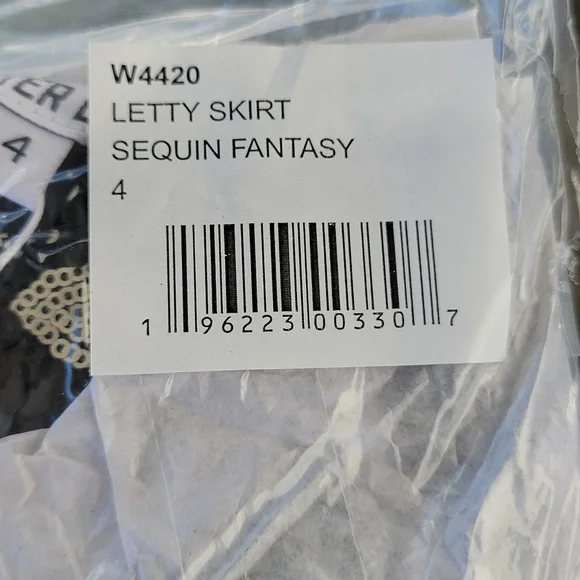 W4420
LETTY SKIRT
SEQUIN FANTASY
4
1 96223 00330 7
4